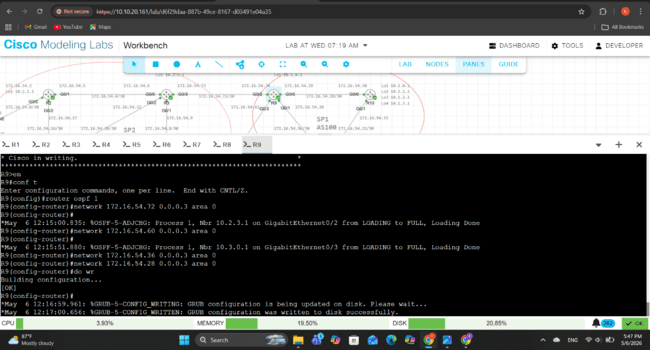 Not secure https://10.10.20.161/lab/d6f29daa-887b-49ce-8167-d03491e04a35
Gmail YouTube Maps All Bookmarks
Cisco Modeling Labs Workbench LAB AT WED 07:19 AM DASHBOARD TOOLS DEVELOPER
LAB NODES PANES GUIDE
SP1
SP2 AS100
R1 R2 R3 R4 R5 R6 R7 R8 R9
* Cisco in writing. *
R9>en
R9#conf t
Enter configuration commands, one per line. End with CNTL/Z.
R9(config)#router ospf 1
R9(config-router)#network 172.16.54.72 0.0.0.3 area 0
R9(config-router)#
*May 6 12:15:00.835: %OSPF-5-ADJCHG: Process 1, Nbr 10.2.3.1 on GigabitEthernet0/2 from LOADING to FULL, Loading Done
R9(config-router)#network 172.16.54.60 0.0.0.3 area 0
R9(config-router)#
*May 6 12:15:51.880: %OSPF-5-ADJCHG: Process 1, Nbr 10.3.0.1 on GigabitEthernet0/3 from LOADING to FULL, Loading Done
R9(config-router)#network 172.16.54.36 0.0.0.3 area 0
R9(config-router)#network 172.16.54.28 0.0.0.3 area 0
R9(config-router)#do wr
Building configuration...
[OK]
R9(config-router)#
*May 6 12:16:59.961: %GRUB-5-CONFIG_WRITING: GRUB configuration is being updated on disk. Please wait...
*May 6 12:17:00.656: %GRUB-5-CONFIG_WRITTEN: GRUB configuration was written to disk successfully.
CPU 3.93% MEMORY 19.50% DISK 20.85% OK
87°F
Mostly cloudy
Search
ENG
5:47 PM
5/6/2026